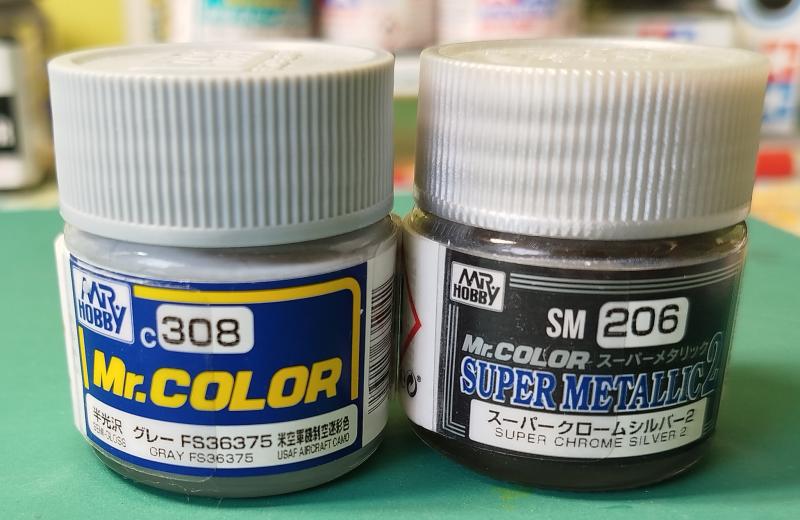 MR HOBBY
C308
Mr.COLOR
半光沢
SEMI-GLOSS
グレー FS36375
GRAY FS36375
米空軍機制空迷彩色
USAF AIRCRAFT CAMO
MR HOBBY
SM 206
Mr.COLOR スーパーメタリック2
SUPER METALLIC
スーパークロームシルバー2
SUPER CHROME SILVER 2